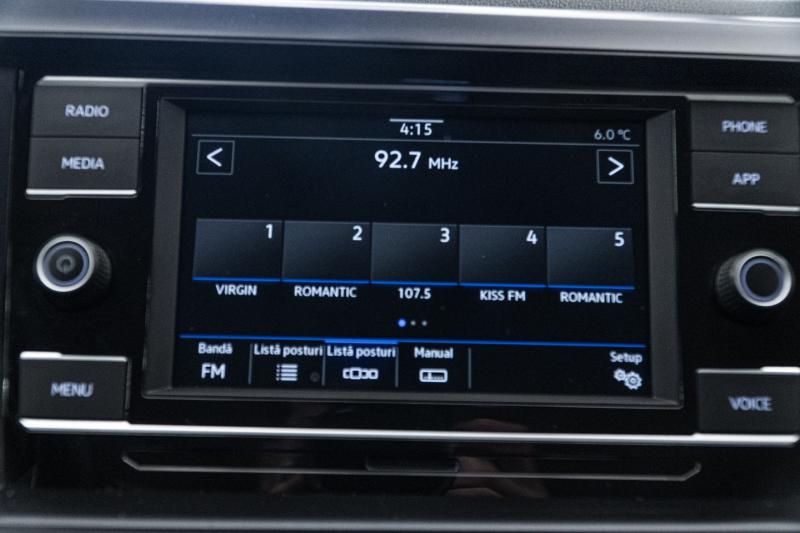 RADIO
MEDIA
MENU
4:15
6.0 °C
<
92.7 MHz
>
1
2
3
4
5
VIRGIN
ROMANTIC
107.5
KISS FM
ROMANTIC
Bandă
Listă posturi
Listă posturi
Manual
Setup
FM
PHONE
APP
VOICE